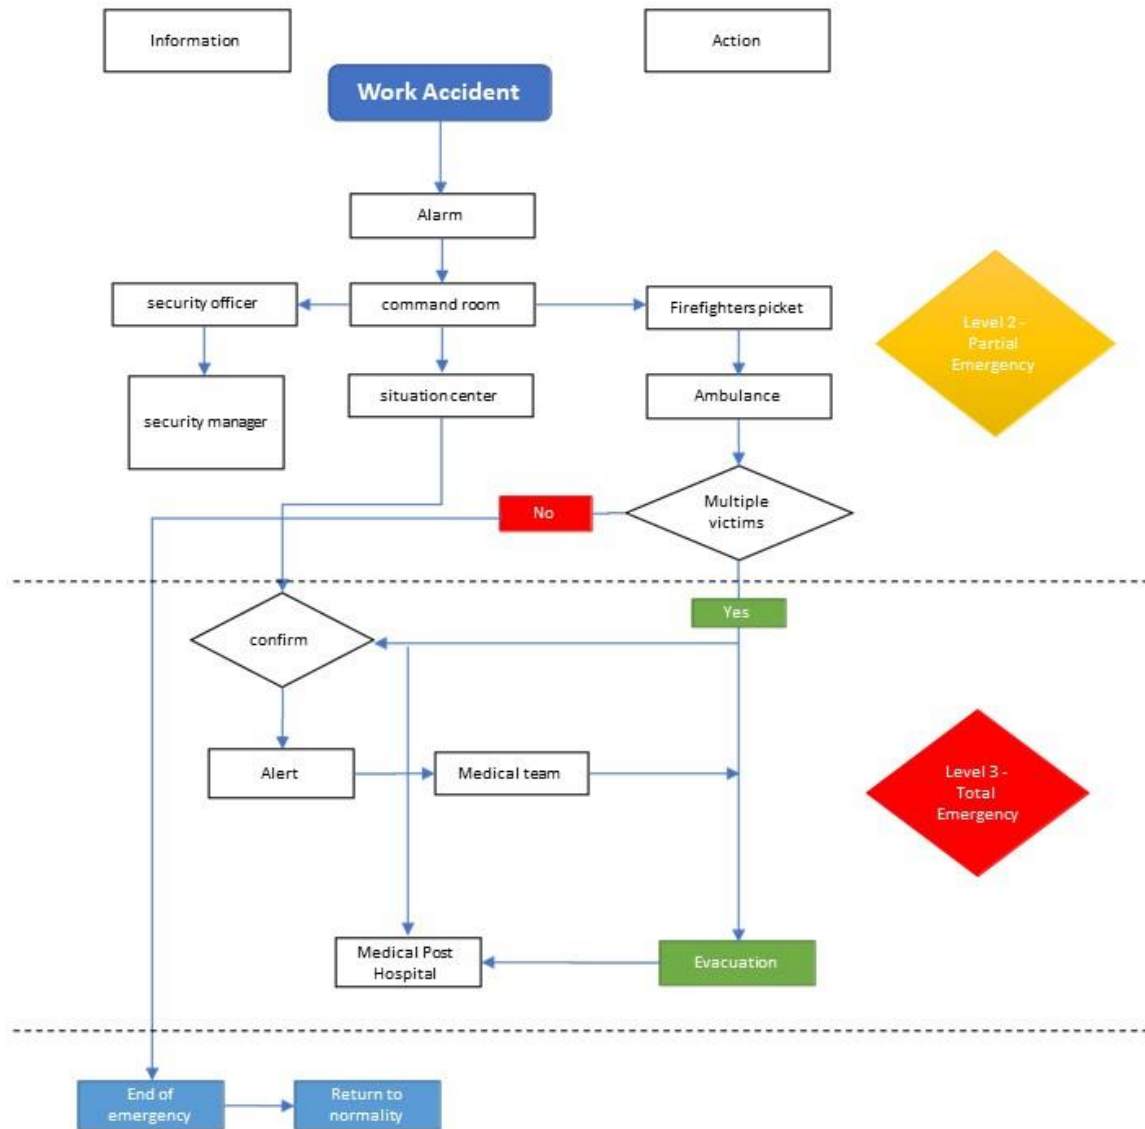 Information
Action
Work Accident
Alarm
security officer
command room
Firefighters picket
Level 2 -
Partial
Emergency
security manager
situation center
Ambulance
Multiple
victims
No
Yes
confirm
Alert
Medical team
Level 3 -
Total
Emergency
Medical Post
Hospital
Evacuation
End of
emergency
Return to
normality